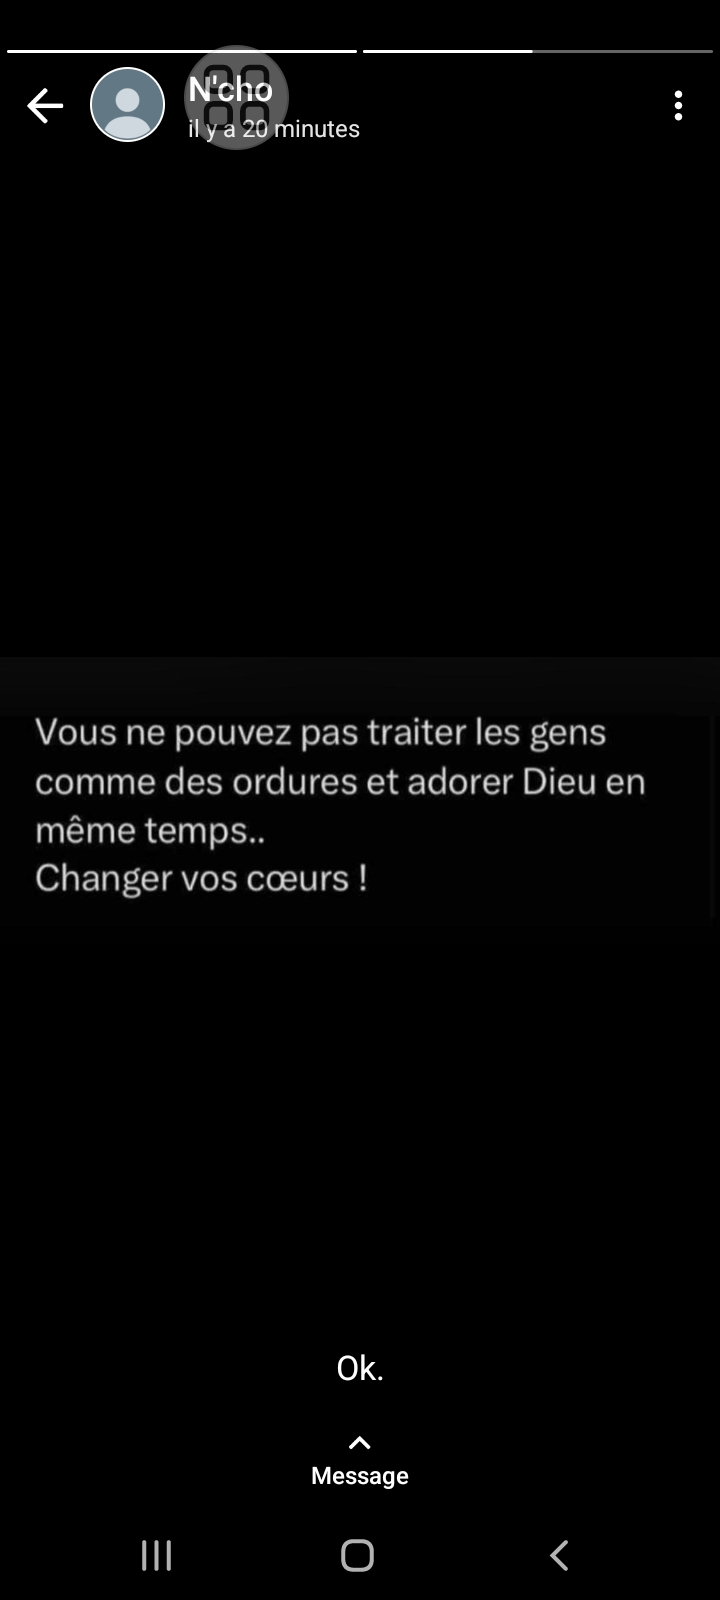 N'cho
il y a 20 minutes
Vous ne pouvez pas traiter les gens
comme des ordures et adorer Dieu en
même temps..
Changer vos cœurs !
Ok.
Message